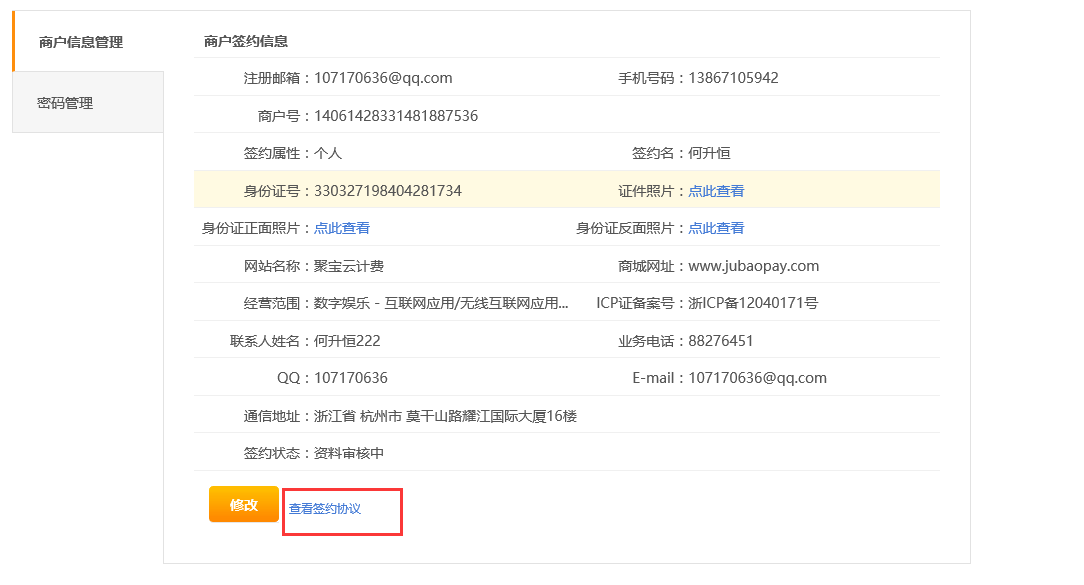 商户信息管理
密码管理
商户签约信息
注册邮箱：107170636@qq.com 手机号码：13867105942
商户号：14061428331481887536
签约属性：个人 签约名：何升恒
身份证号：330327198404281734 证件照片：点此查看
身份证正面照片：点此查看 身份证反面照片：点此查看
网站名称：聚宝云计费 商城网址：www.jubaopay.com
经营范围：数字娱乐 - 互联网应用/无线互联网应用... ICP证备案号：浙ICP备12040171号
联系人姓名：何升恒222 业务电话：88276451
QQ：107170636 E-mail：107170636@qq.com
通信地址：浙江省 杭州市 莫干山路耀江国际大厦16楼
签约状态：资料审核中
修改 查看签约协议